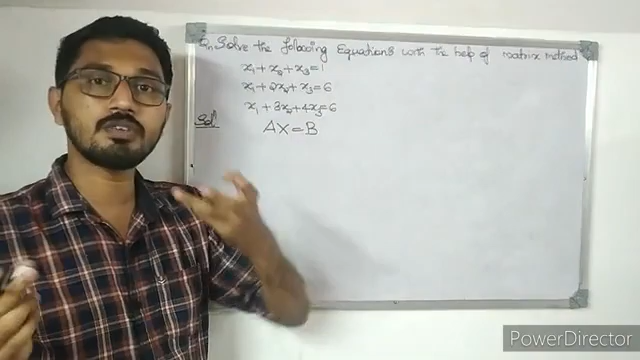 Qn Solve the following Equations with the help of matrix method
x₁ + x₂ + x₃ = 1
x₁ + 2x₂ + x₃ = 6
x₁ + 3x₂ + 4x₃ = 6
Sol
AX = B
PowerDirector